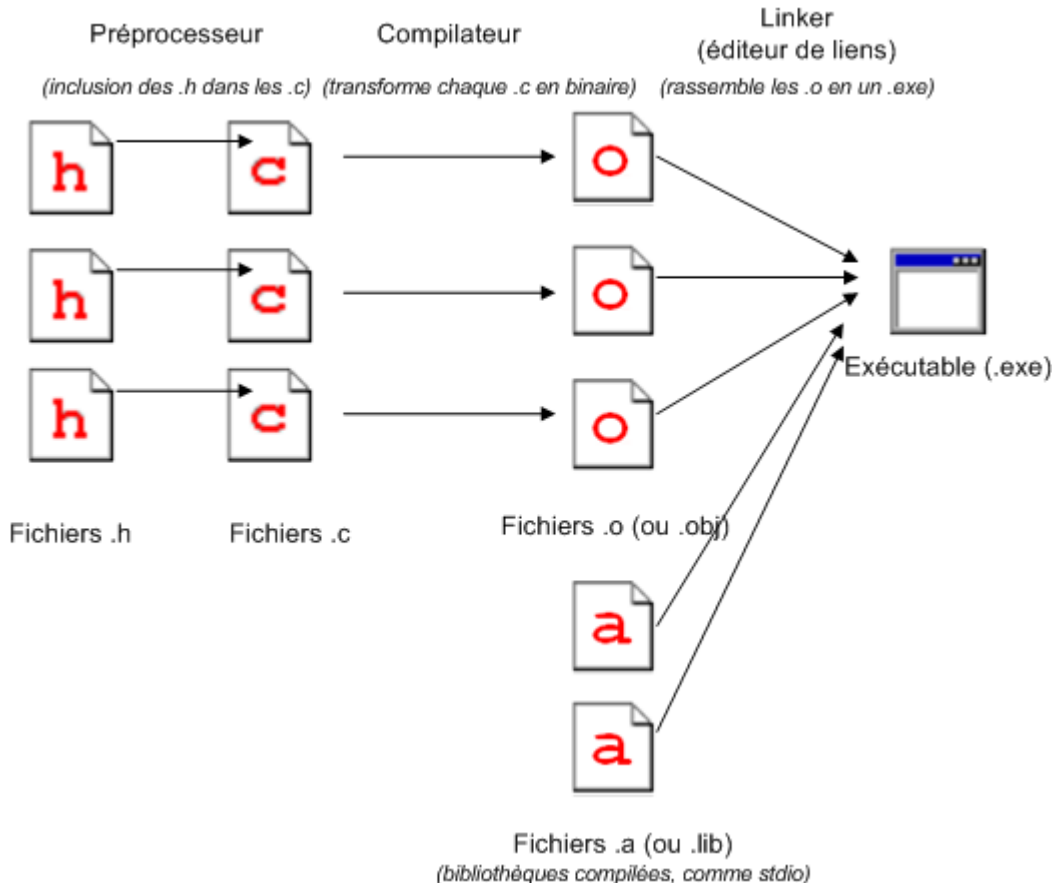 Préprocesseur
Compilateur
Linker
(éditeur de liens)
(inclusion des .h dans les .c)
(transforme chaque .c en binaire)
(rassemble les .o en un .exe)
h
c
o
h
c
o
h
c
o
Exécutable (.exe)
Fichiers .h
Fichiers .c
Fichiers .o (ou .obj)
a
a
Fichiers .a (ou .lib)
(bibliothèques compilées, comme stdio)